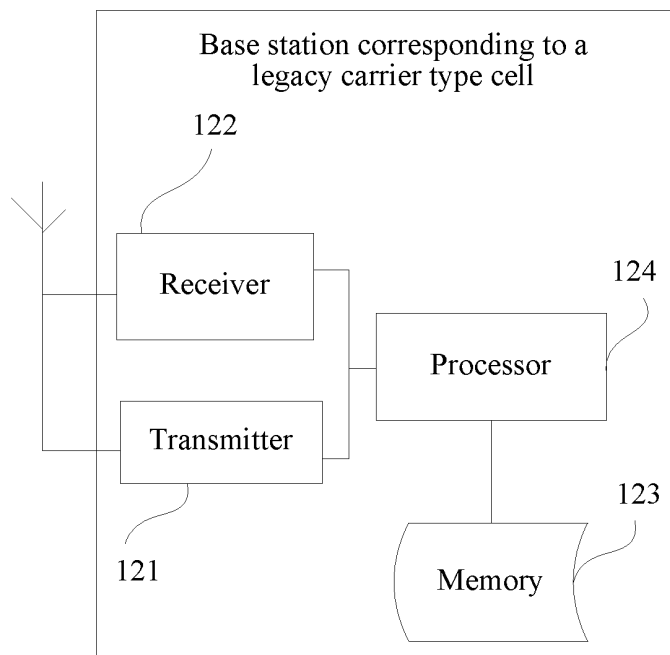 Base station corresponding to a
legacy carrier type cell
122
Receiver
124
Processor
Transmitter
123
121
Memory